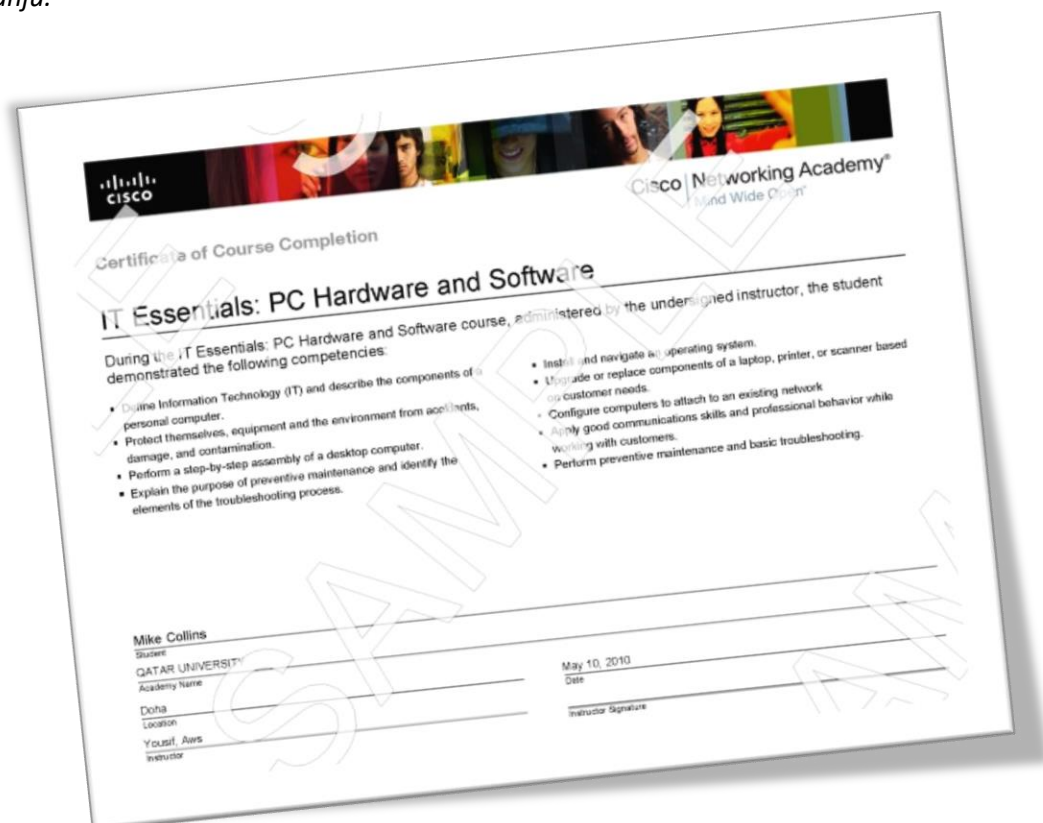 CISCO
Cisco | Networking Academy®
Mind Wide Open®
Certificate of Course Completion
IT Essentials: PC Hardware and Software
During the IT Essentials: PC Hardware and Software course, administered by the undersigned instructor, the student
demonstrated the following competencies:
• Define Information Technology (IT) and describe the components of a
personal computer.
• Protect themselves, equipment and the environment from accidents,
damage, and contamination.
• Perform a step-by-step assembly of a desktop computer.
• Explain the purpose of preventive maintenance and identify the
elements of the troubleshooting process.
• Install and navigate an operating system.
• Upgrade or replace components of a laptop, printer, or scanner based
on customer needs.
• Configure computers to attach to an existing network
• Apply good communications skills and professional behavior while
working with customers.
• Perform preventive maintenance and basic troubleshooting.
Mike Collins
Student
QATAR UNIVERSITY
Academy Name
Doha
Location
Yousif, Aws
Instructor
May 10, 2010
Date
Instructor Signature
SAMPLE